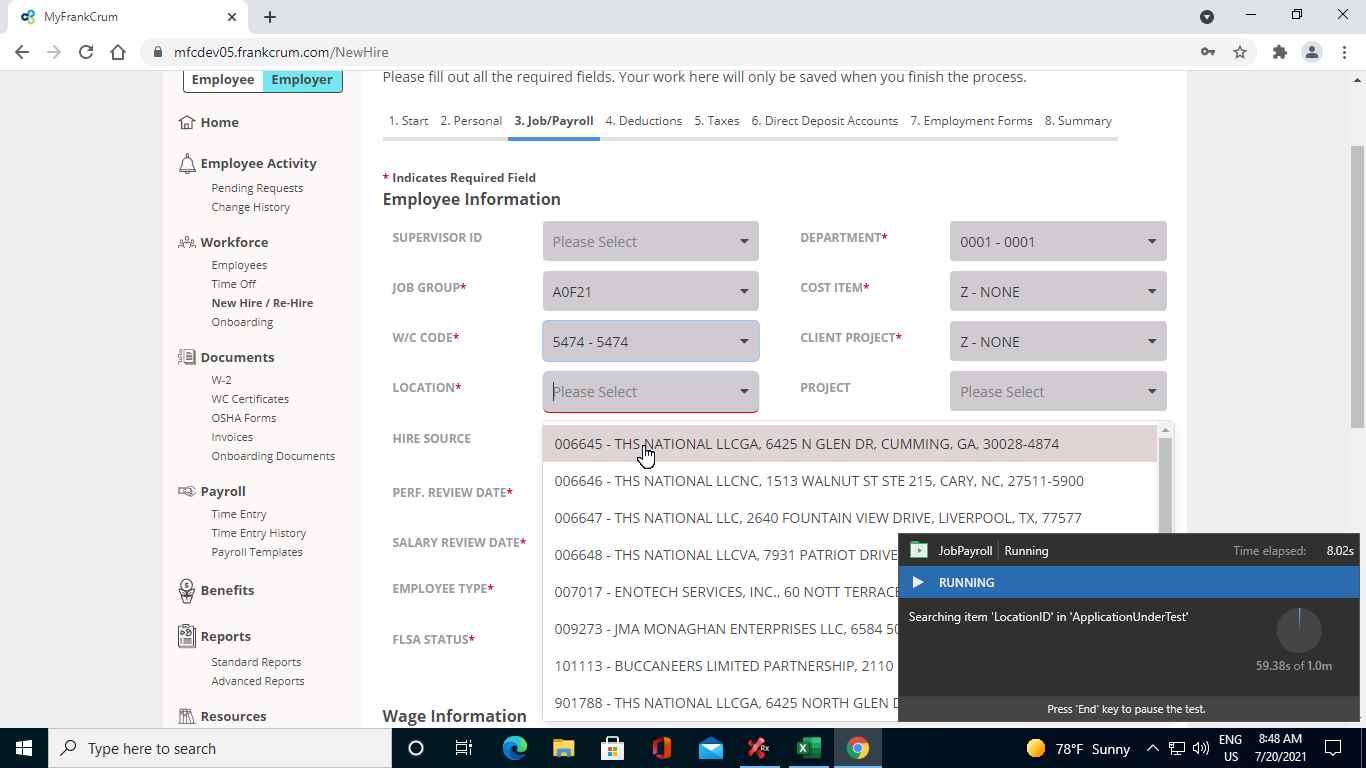 MyFrankCrum
mfcdev05.frankcrum.com/NewHire
Employee Employer
Please fill out all the required fields. Your work here will only be saved when you finish the process.
1. Start 2. Personal 3. Job/Payroll 4. Deductions 5. Taxes 6. Direct Deposit Accounts 7. Employment Forms 8. Summary
Home
Employee Activity
Pending Requests
Change History
Workforce
Employees
Time Off
New Hire / Re-Hire
Onboarding
Documents
W-2
WC Certificates
OSHA Forms
Invoices
Onboarding Documents
Payroll
Time Entry
Time Entry History
Payroll Templates
Benefits
Reports
Standard Reports
Advanced Reports
Resources
* Indicates Required Field
Employee Information
SUPERVISOR ID Please Select DEPARTMENT* 0001 - 0001
JOB GROUP* A0F21 COST ITEM* Z - NONE
W/C CODE* 5474 - 5474 CLIENT PROJECT* Z - NONE
LOCATION* Please Select PROJECT Please Select
HIRE SOURCE
PERF. REVIEW DATE*
SALARY REVIEW DATE*
EMPLOYEE TYPE*
FLSA STATUS*
Wage Information
006645 - THS NATIONAL LLCGA, 6425 N GLEN DR, CUMMING, GA, 30028-4874
006646 - THS NATIONAL LLCNC, 1513 WALNUT ST STE 215, CARY, NC, 27511-5900
006647 - THS NATIONAL LLC, 2640 FOUNTAIN VIEW DRIVE, LIVERPOOL, TX, 77577
006648 - THS NATIONAL LLCVA, 7931 PATRIOT DRIVE
007017 - ENOTECH SERVICES, INC., 60 NOTT TERRACE
009273 - JMA MONAGHAN ENTERPRISES LLC, 6584 50
101113 - BUCCANEERS LIMITED PARTNERSHIP, 2110
901788 - THS NATIONAL LLCGA, 6425 NORTH GLEN D
JobPayroll Running Time elapsed: 8.02s
RUNNING
Searching item 'LocationID' in 'ApplicationUnderTest'
59.38s of 1.0m
Press 'End' key to pause the test.
Type here to search
Rx
78°F Sunny
ENG
US
8:48 AM
7/20/2021